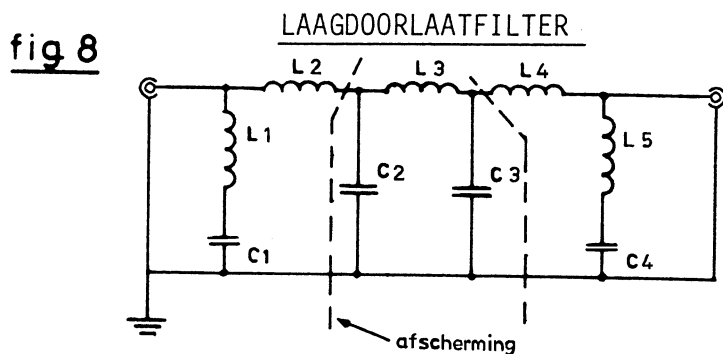 LAAGDOORLAATFILTER
fig 8
L2 L3 L4
L1 L5
C2 C3
C1 C4
afscherming